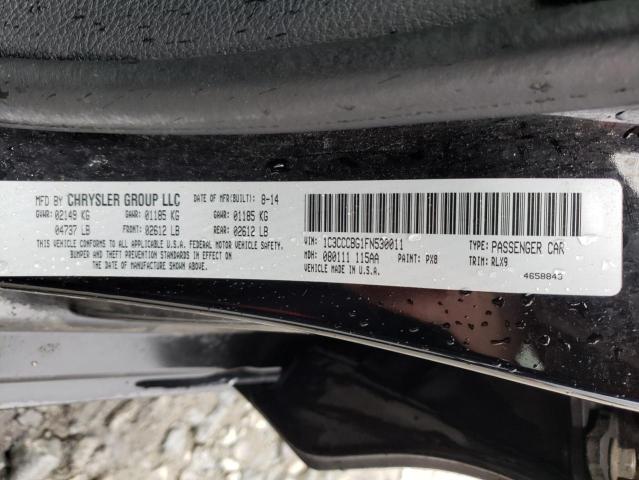 MFD BY CHRYSLER GROUP LLC DATE OF MFR(BUILT): 8-14
GVWR: 02149 KG GAWR: 01185 KG GAWR: 01185 KG
04737 LB FRONT: 02612 LB REAR: 02612 LB
THIS VEHICLE CONFORMS TO ALL APPLICABLE U.S.A. FEDERAL MOTOR VEHICLE SAFETY,
BUMPER AND THEFT PREVENTION STANDARDS IN EFFECT ON
THE DATE OF MANUFACTURE SHOWN ABOVE.
VIN: 1C3CCCBG1FN530011 TYPE: PASSENGER CAR
MDH: 080111 115AA PAINT: PX8 TRIM: RLX9
VEHICLE MADE IN U.S.A.
4658843